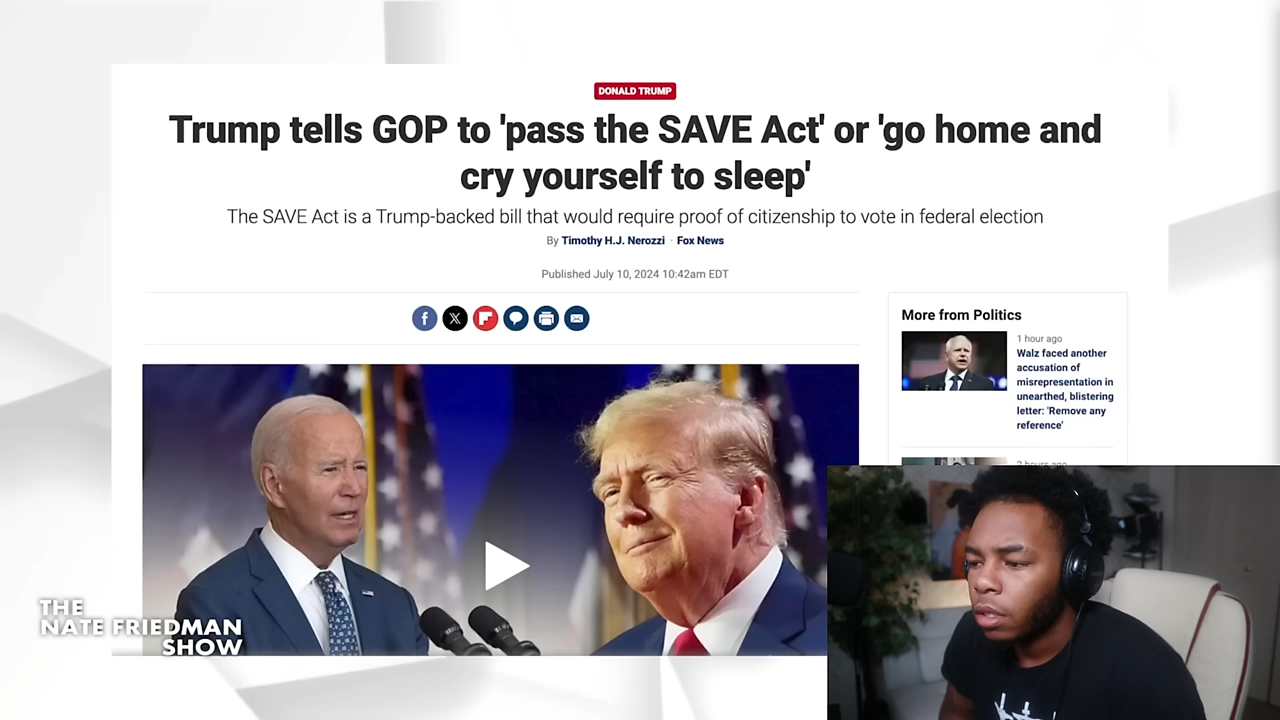 DONALD TRUMP
Trump tells GOP to 'pass the SAVE Act' or 'go home and
cry yourself to sleep'
The SAVE Act is a Trump-backed bill that would require proof of citizenship to vote in federal election
By Timothy H.J. Nerozzi · Fox News
Published July 10, 2024 10:42am EDT
More from Politics
1 hour ago
Walz faced another
accusation of
misrepresentation in
unearthed, blistering
letter: 'Remove any
reference'
2 hours ago
THE
NATE FRIEDMAN
SHOW